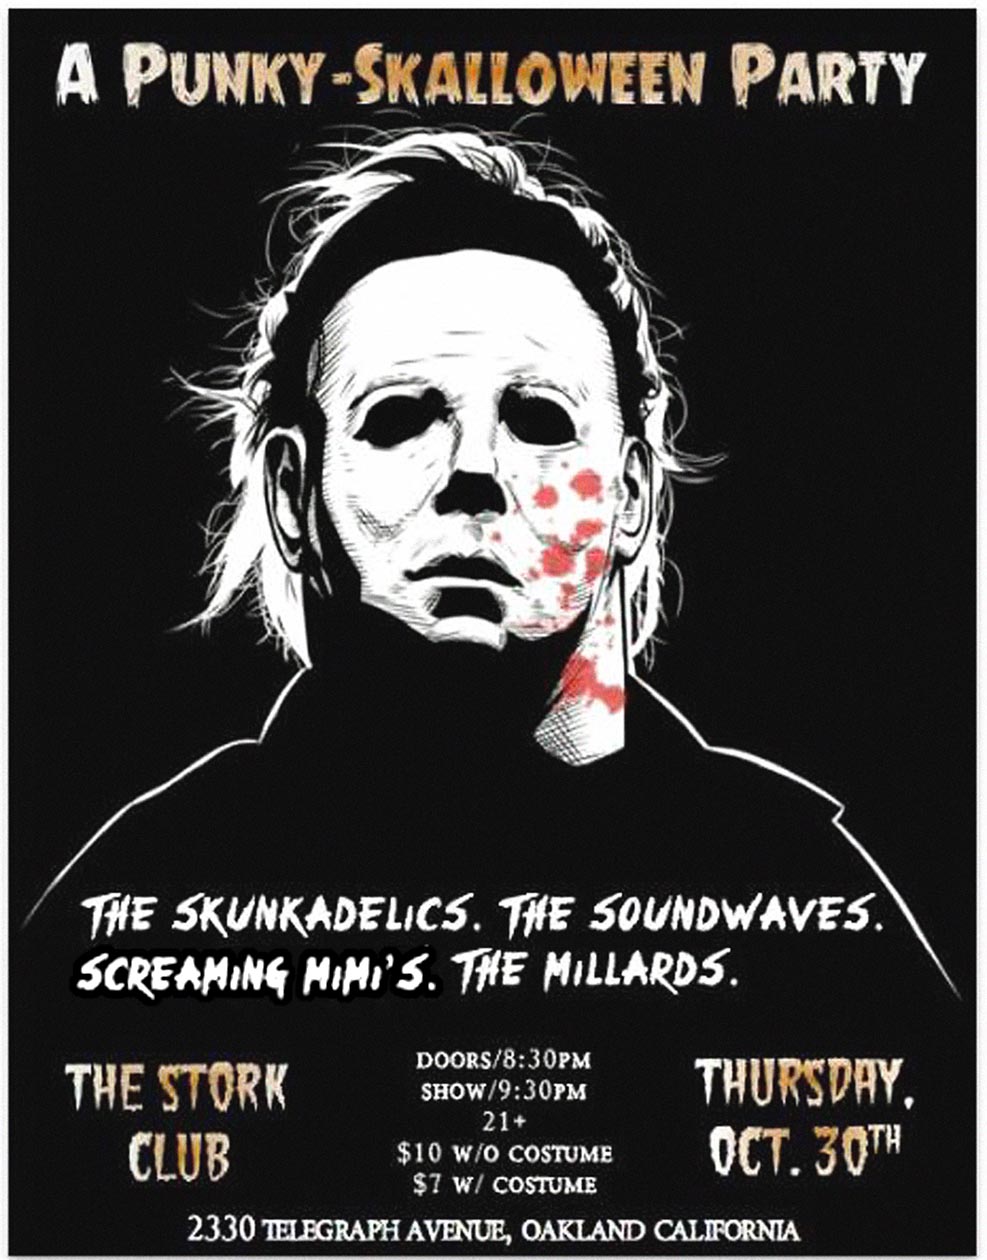 A PUNKY-SKALLOWEEN PARTY
THE SKUNKADELICS. THE SOUNDWAVES.
SCREAMING MIMI'S. THE MILLARDS.
THE STORK
CLUB
DOORS/8:30PM
SHOW/9:30PM
21+
$10 W/O COSTUME
$7 W/ COSTUME
THURSDAY,
OCT. 30TH
2330 TELEGRAPH AVENUE, OAKLAND CALIFORNIA